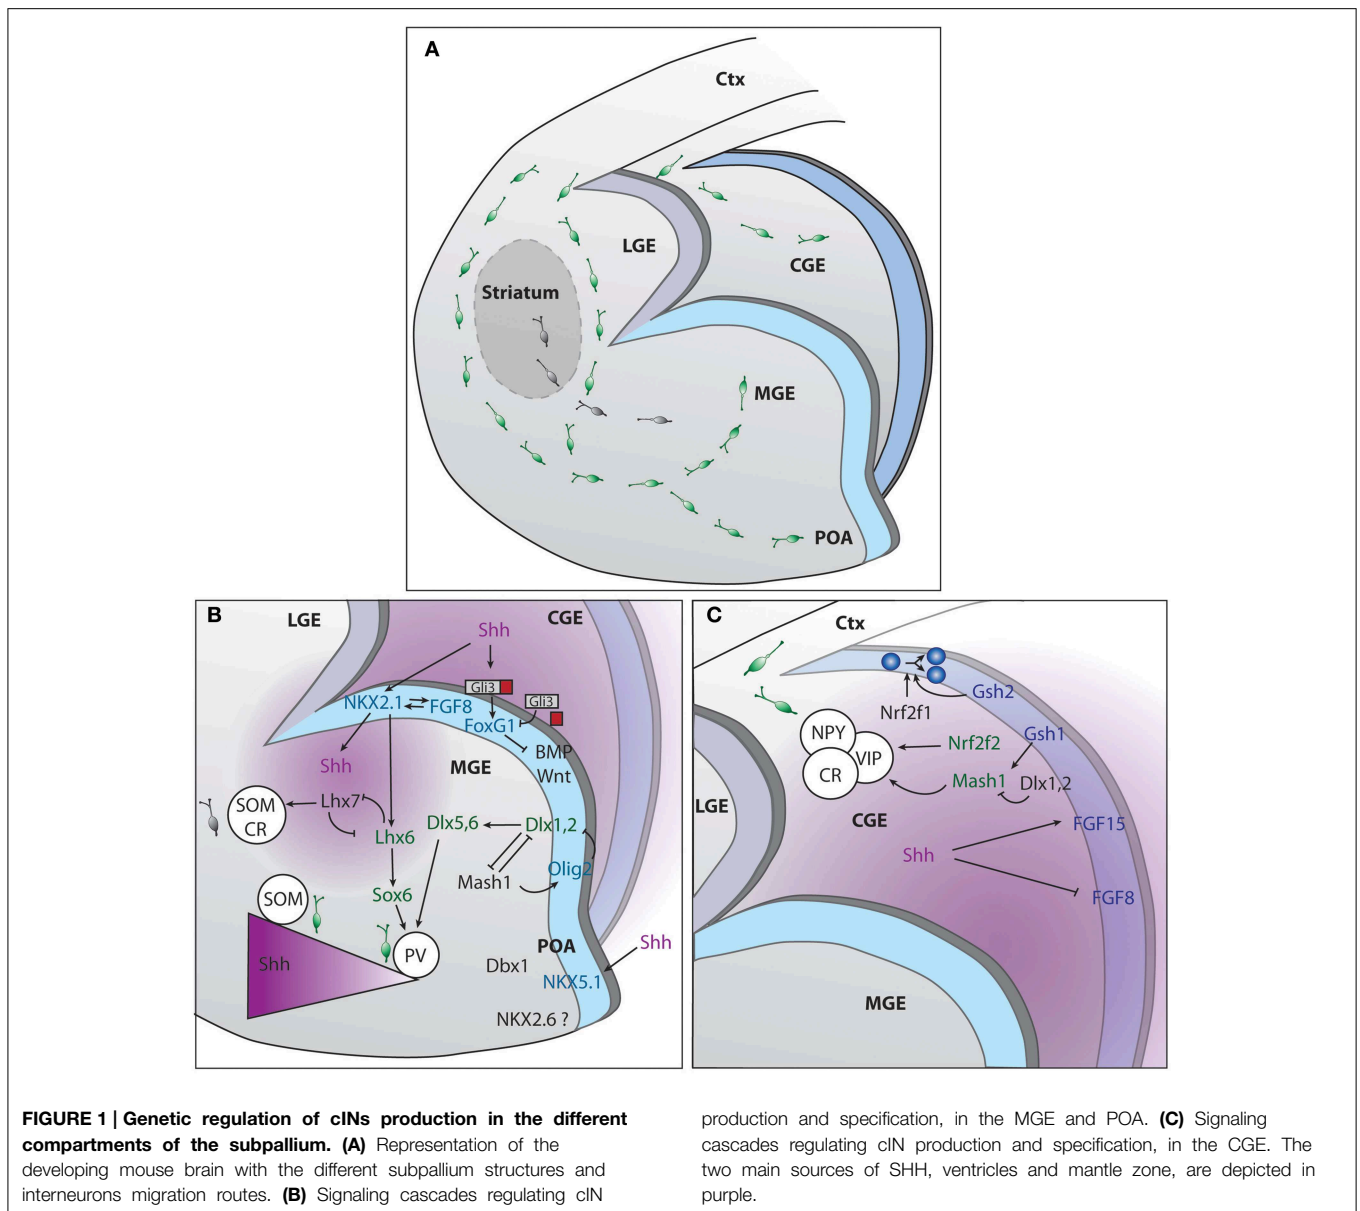 A
Ctx
LGE
CGE
Striatum
MGE
POA
B
LGE
Shh
CGE
Gli3
Gli3
NKX2.1
FGF8
FoxG1
BMP
Wnt
Shh
MGE
SOM
CR
Lhx7
Lhx6
Dlx5,6
Dlx1,2
Mash1
Olig2
Sox6
SOM
PV
Shh
POA
Dbx1
Shh
NKX5.1
NKX2.6 ?
C
Ctx
Gsh2
Nrf2f1
NPY
VIP
CR
Nrf2f2
Gsh1
Mash1
Dlx1,2
LGE
CGE
FGF15
Shh
FGF8
MGE
FIGURE 1 | Genetic regulation of cINs production in the different
compartments of the subpallium. (A) Representation of the
developing mouse brain with the different subpallium structures and
interneurons migration routes. (B) Signaling cascades regulating cIN
production and specification, in the MGE and POA. (C) Signaling
cascades regulating cIN production and specification, in the CGE. The
two main sources of SHH, ventricles and mantle zone, are depicted in
purple.